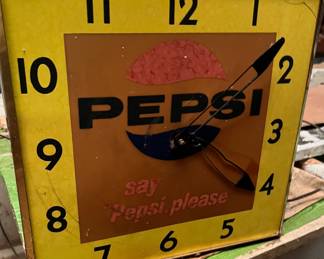 11 12 1
10 2
PEPSI
9 3
say
8 4
"Pepsi, please
7 6 5